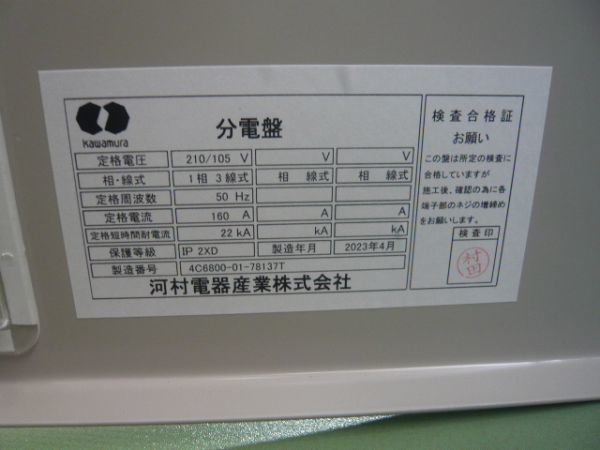 kawamura
分電盤
定格電圧 210/105 V V V
相・線式 1相 3線式 相 線式 相 線式
定格周波数 50 Hz
定格電流 160 A A A
定格短時間耐電流 22 kA kA kA
保護等級 IP 2XD 製造年月 2023年4月
製造番号 4C6800-01-78137T
河村電器産業株式会社
検査合格証
お願い
この盤は所定の検査に
合格していますが
施工後、確認の為に各
端子部のネジの増締め
をお願いします。
検査印
村田